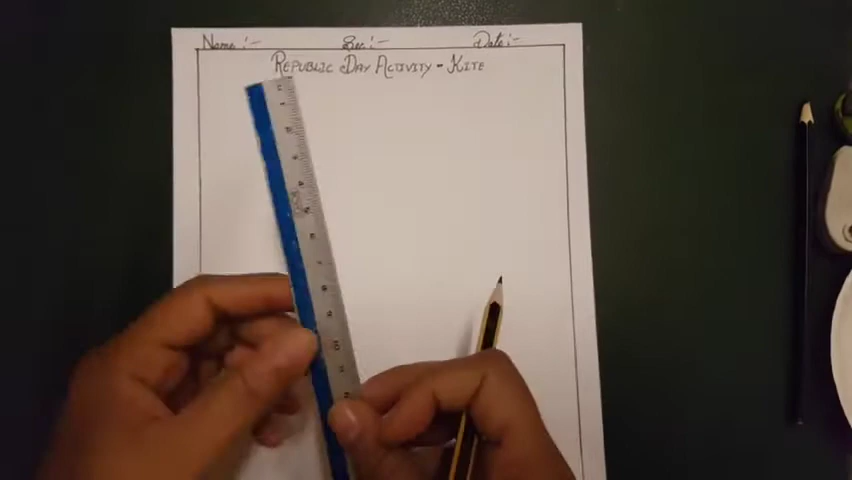 Name :- Sec :- Date :-
Republic Day Activity - Kite